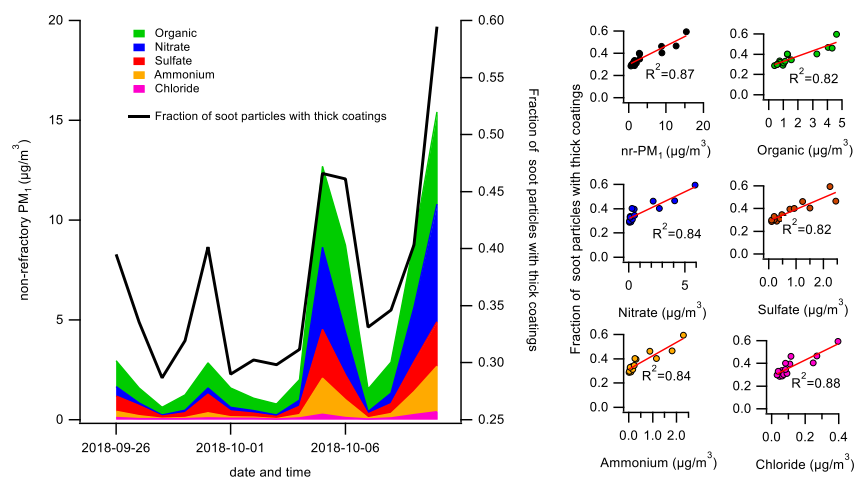 20
15
10
5
0
non-refractory PM1 (µg/m3)
Organic
Nitrate
Sulfate
Ammonium
Chloride
Fraction of soot particles with thick coatings
0.60
0.55
0.50
0.45
0.40
0.35
0.30
0.25
Fraction of soot particles with thick coatings
2018-09-26
2018-10-01
2018-10-06
date and time
Fraction of soot particles with thick coatings
0.6
0.4
0.2
0.0
R2=0.87
0 10 20
nr-PM1 (µg/m3)
0.6
0.4
0.2
0.0
R2=0.82
0 1 2 3 4 5
Organic (µg/m3)
0.6
0.4
0.2
0.0
R2=0.84
0 5
Nitrate (µg/m3)
0.6
0.4
0.2
0.0
R2=0.82
0.0 1.0 2.0
Sulfate (µg/m3)
0.6
0.4
0.2
0.0
R2=0.84
0.0 1.0 2.0
Ammonium (µg/m3)
0.6
0.4
0.2
0.0
R2=0.88
0.0 0.2 0.4
Chloride (µg/m3)